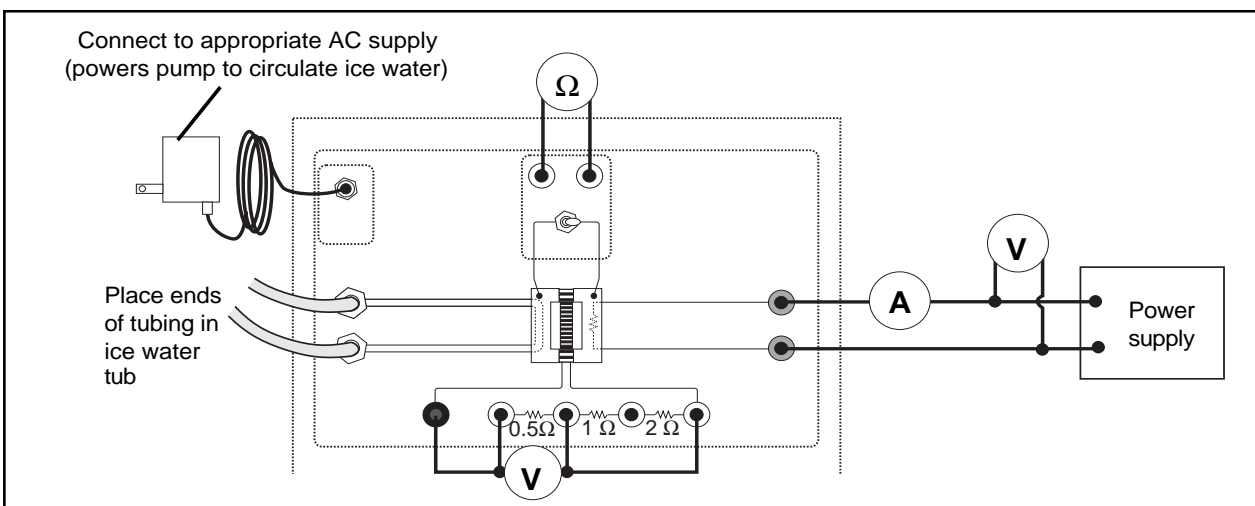 Connect to appropriate AC supply
(powers pump to circulate ice water)
Ω
V
A
Power
supply
Place ends
of tubing in
ice water
tub
0.5Ω
1 Ω
2 Ω
V